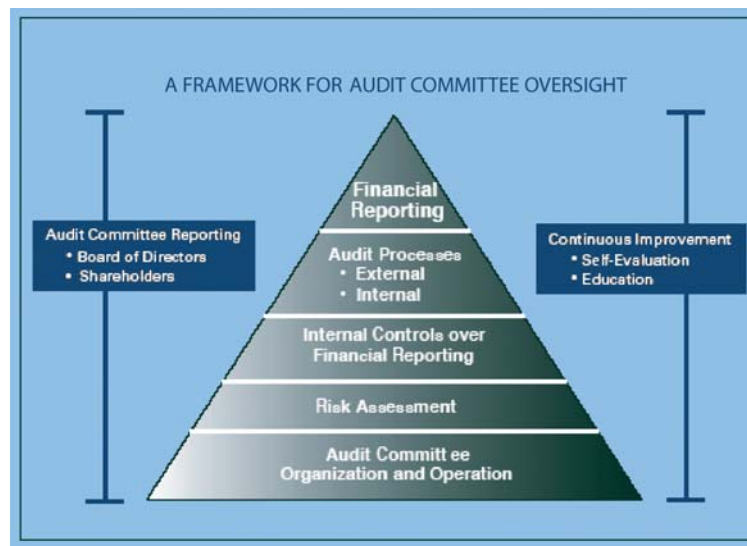 A FRAMEWORK FOR AUDIT COMMITTEE OVERSIGHT
Financial
Reporting
Audit Committee Reporting
• Board of Directors
• Shareholders
Audit Processes
• External
• Internal
Continuous Improvement
• Self-Evaluation
• Education
Internal Controls over
Financial Reporting
Risk Assessment
Audit Committee
Organization and Operation